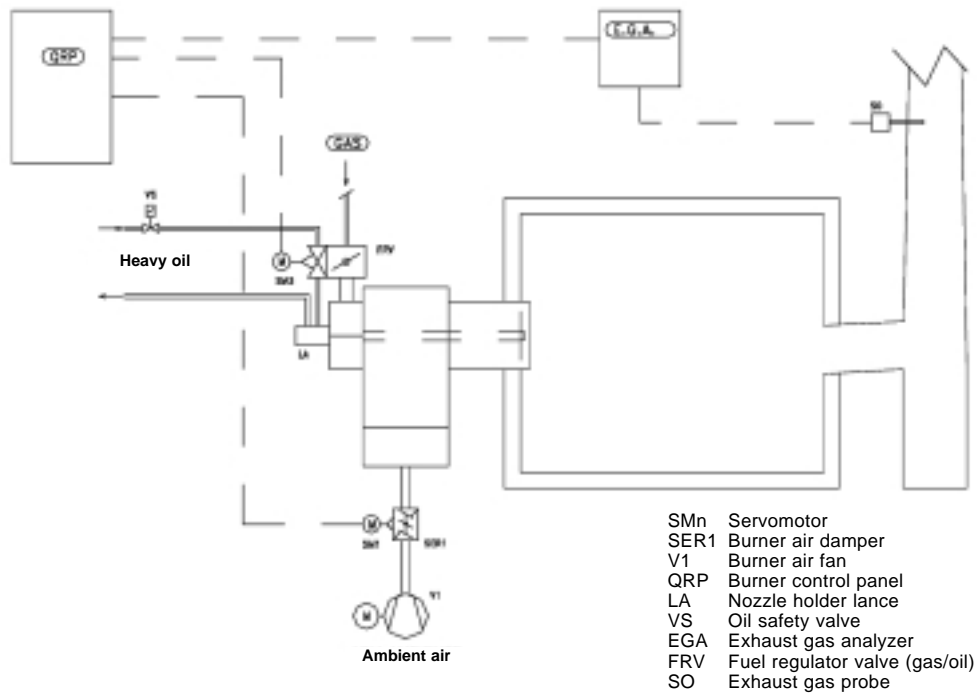 E.G.A.
QRP
SO
GAS
VS
Heavy oil
FRV
LA
M
M
SER1
M
V1
Ambient air
SMn Servomotor
SER1 Burner air damper
V1 Burner air fan
QRP Burner control panel
LA Nozzle holder lance
VS Oil safety valve
EGA Exhaust gas analyzer
FRV Fuel regulator valve (gas/oil)
SO Exhaust gas probe